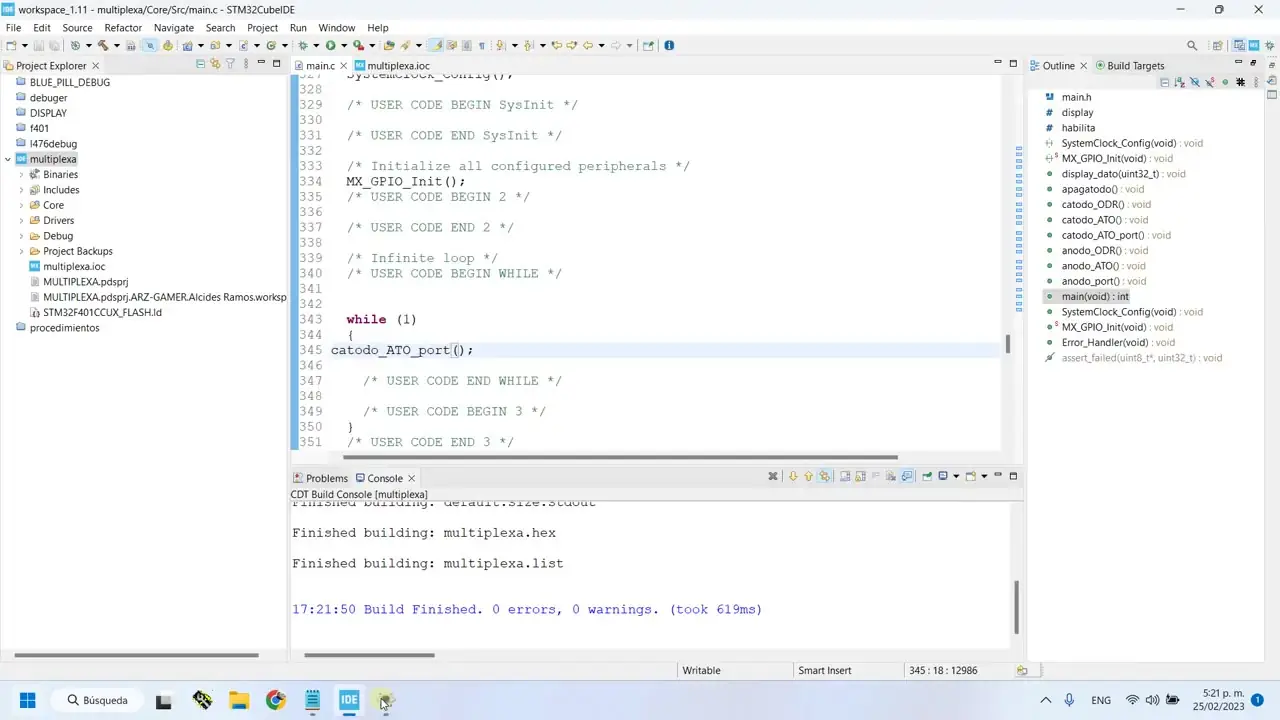 workspace_1.11 - multiplexa/Core/Src/main.c - STM32CubeIDE
File Edit Source Refactor Navigate Search Project Run Window Help
Project Explorer
BLUE_PILL_DEBUG
debuger
DISPLAY
f401
l476debug
multiplexa
Binaries
Includes
Core
Drivers
Debug
Project Backups
multiplexa.ioc
MULTIPLEXA.pdsprj
MULTIPLEXA.pdsprj.ARZ-GAMER.Alcides Ramos.worksp
STM32F401CCUX_FLASH.ld
procedimientos
main.c
multiplexa.ioc
327 SystemClock_Config();
328
329 /* USER CODE BEGIN SysInit */
330
331 /* USER CODE END SysInit */
332
333 /* Initialize all configured peripherals */
334 MX_GPIO_Init();
335 /* USER CODE BEGIN 2 */
336
337 /* USER CODE END 2 */
338
339 /* Infinite loop */
340 /* USER CODE BEGIN WHILE */
341
342
343 while (1)
344 {
345 catodo_ATO_port();
346
347 /* USER CODE END WHILE */
348
349 /* USER CODE BEGIN 3 */
350 }
351 /* USER CODE END 3 */
Problems Console
CDT Build Console [multiplexa]
Finished building: default.size.stdout
Finished building: multiplexa.hex
Finished building: multiplexa.list
17:21:50 Build Finished. 0 errors, 0 warnings. (took 619ms)
Outline Build Targets
main.h
display
habilita
SystemClock_Config(void) : void
MX_GPIO_Init(void) : void
display_dato(uint32_t) : void
apagatodo() : void
catodo_ODR() : void
catodo_ATO() : void
catodo_ATO_port() : void
anodo_ODR() : void
anodo_ATO() : void
anodo_port() : void
main(void) : int
SystemClock_Config(void) : void
MX_GPIO_Init(void) : void
Error_Handler(void) : void
assert_failed(uint8_t*, uint32_t) : void
Writable
Smart Insert
345 : 18 : 12986
Búsqueda
IDE
ENG
5:21 p. m.
25/02/2023
1